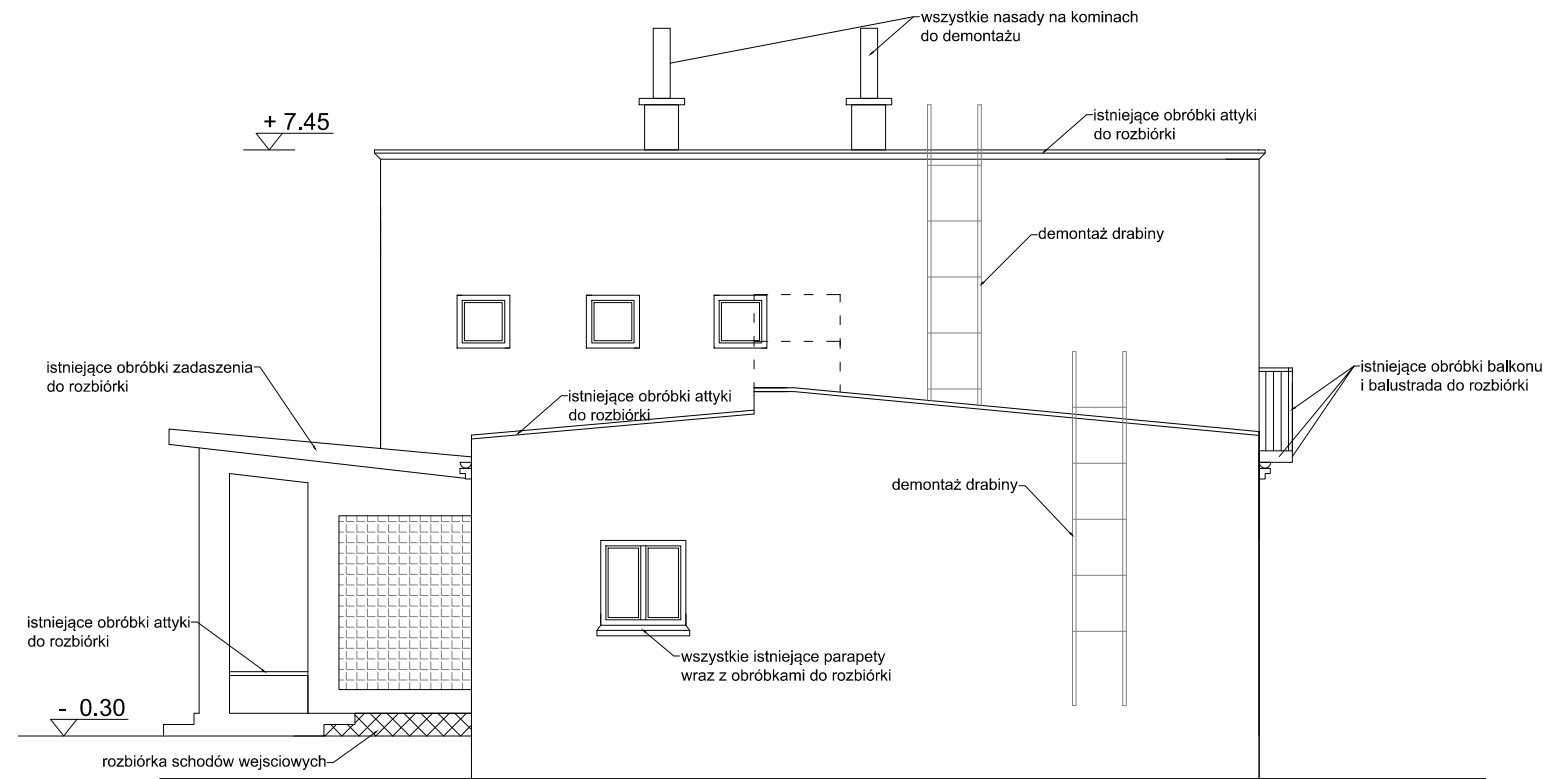 wszystkie nasady na kominach
do demontażu
+ 7.45
istniejące obróbki attyki
do rozbiórki
demontaż drabiny
istniejące obróbki zadaszenia
do rozbiórki
istniejące obróbki balkonu
i balustrada do rozbiórki
istniejące obróbki attyki
do rozbiórki
demontaż drabiny
istniejące obróbki attyki
do rozbiórki
wszystkie istniejące parapety
wraz z obróbkami do rozbiórki
- 0.30
rozbiórka schodów wejsciowych